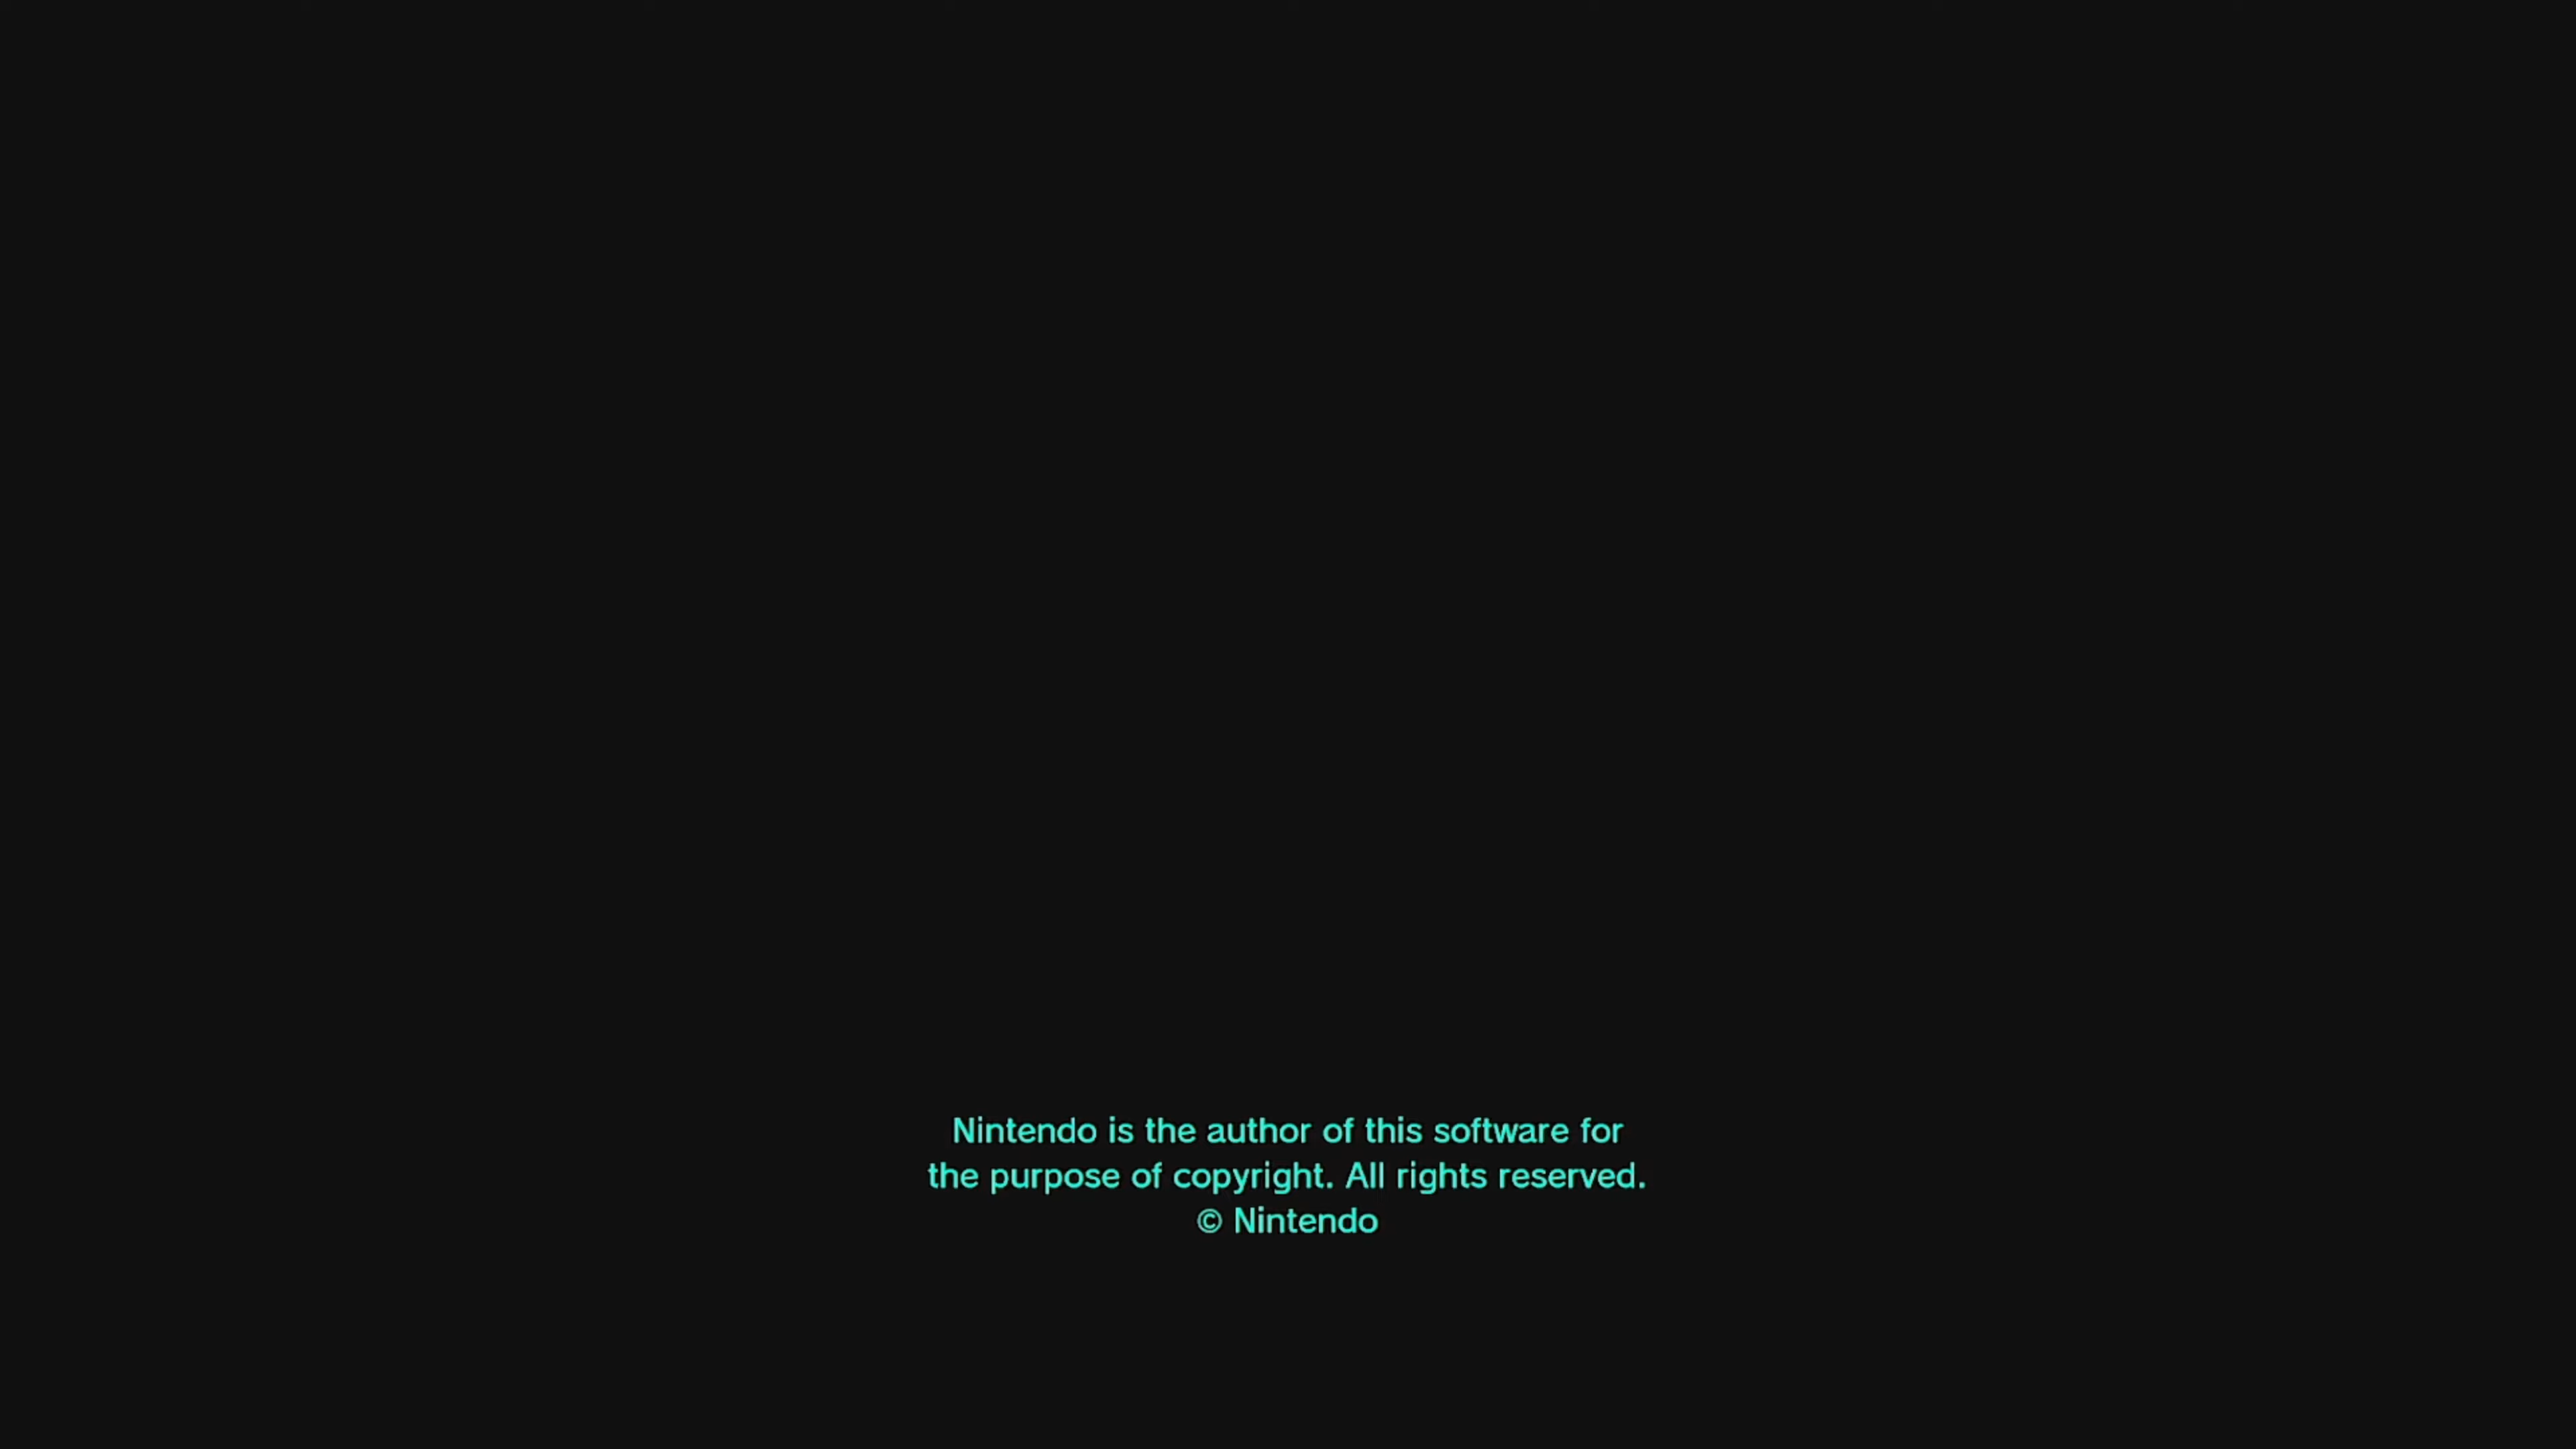 Nintendo is the author of this software for
the purpose of copyright. All rights reserved.
© Nintendo